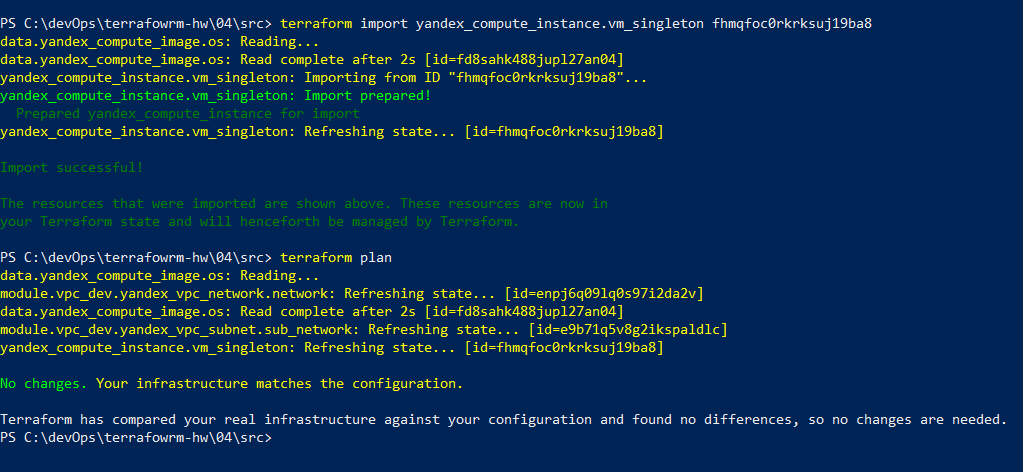 PS C:\devOps\terrafowrm-hw\04\src> terraform import yandex_compute_instance.vm_singleton fhmqfoc0rkrksuj19ba8
data.yandex_compute_image.os: Reading...
data.yandex_compute_image.os: Read complete after 2s [id=fd8sahk488jupl27an04]
yandex_compute_instance.vm_singleton: Importing from ID "fhmqfoc0rkrksuj19ba8"...
yandex_compute_instance.vm_singleton: Import prepared!
  Prepared yandex_compute_instance for import
yandex_compute_instance.vm_singleton: Refreshing state... [id=fhmqfoc0rkrksuj19ba8]
Import successful!
The resources that were imported are shown above. These resources are now in
your Terraform state and will henceforth be managed by Terraform.
PS C:\devOps\terrafowrm-hw\04\src> terraform plan
data.yandex_compute_image.os: Reading...
module.vpc_dev.yandex_vpc_network.network: Refreshing state... [id=enpj6q09lq0s97i2da2v]
data.yandex_compute_image.os: Read complete after 2s [id=fd8sahk488jupl27an04]
module.vpc_dev.yandex_vpc_subnet.sub_network: Refreshing state... [id=e9b71q5v8g2ikspaldlc]
yandex_compute_instance.vm_singleton: Refreshing state... [id=fhmqfoc0rkrksuj19ba8]
No changes. Your infrastructure matches the configuration.
Terraform has compared your real infrastructure against your configuration and found no differences, so no changes are needed.
PS C:\devOps\terrafowrm-hw\04\src>